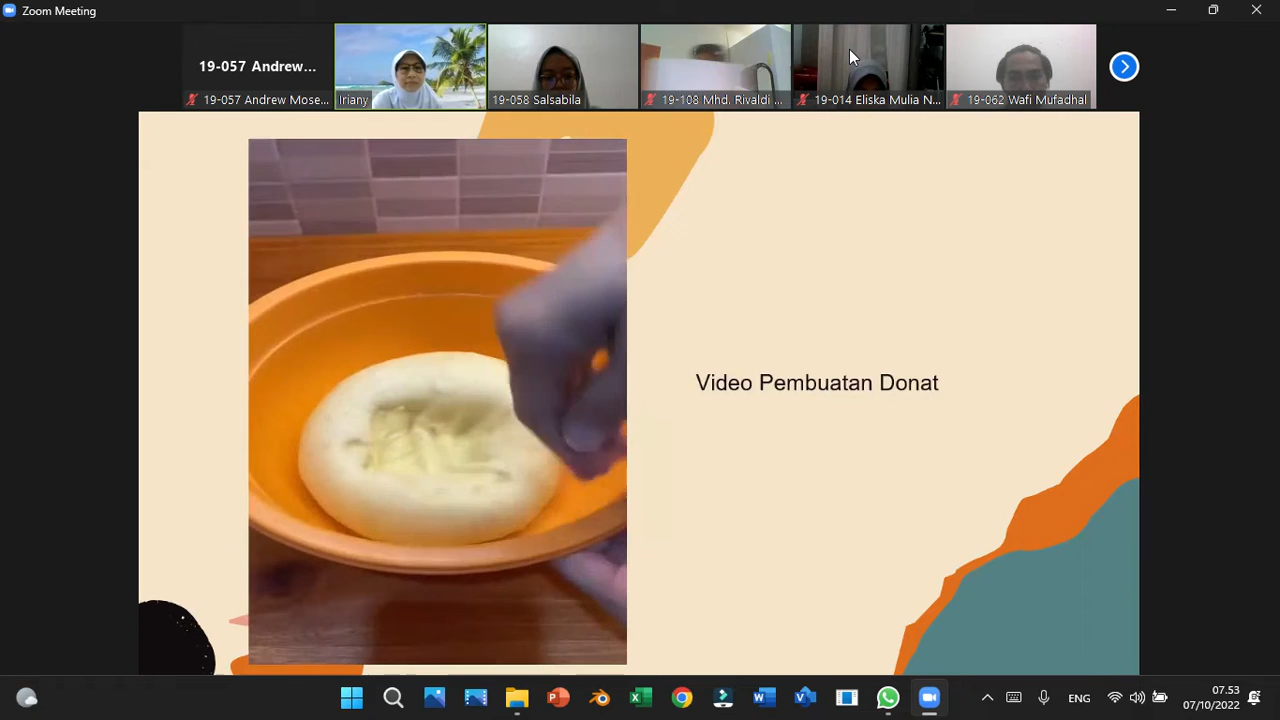 Zoom Meeting
19-057 Andrew...
19-057 Andrew Mose...
Iriany
19-058 Salsabila
19-108 Mhd. Rivaldi ...
19-014 Eliska Mulia N...
19-062 Wafi Mufadhal
Video Pembuatan Donat
ENG
07.53
07/10/2022